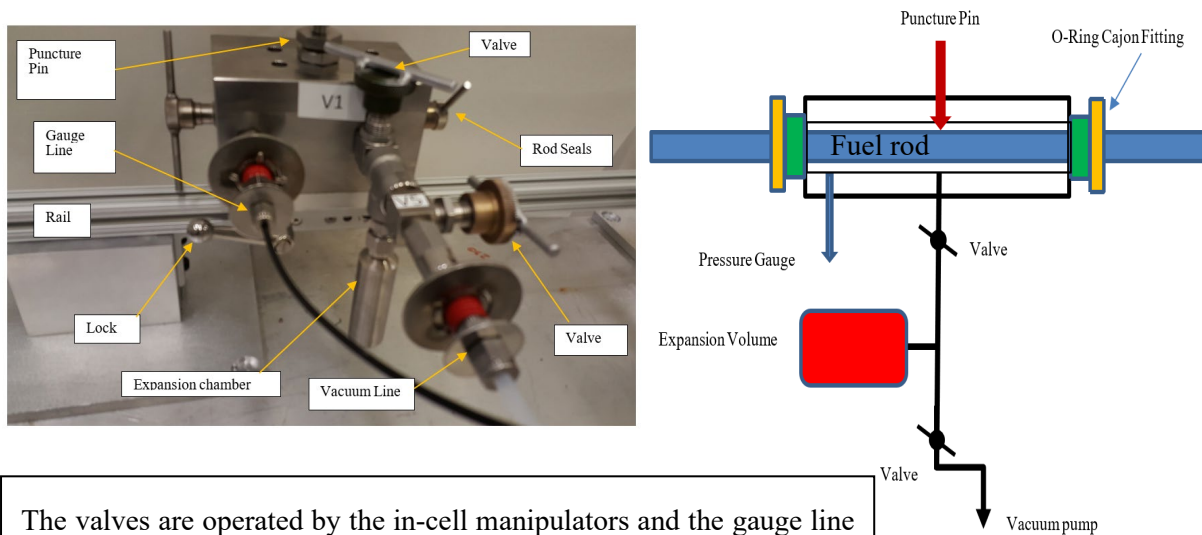 Puncture
Pin
Valve
V1
Gauge
Line
Rod Seals
Rail
Lock
Valve
Expansion chamber
Vacuum Line
Puncture Pin
O-Ring Cajon Fitting
Fuel rod
Pressure Gauge
Valve
Expansion Volume
Valve
Vacuum pump
The valves are operated by the in-cell manipulators and the gauge line